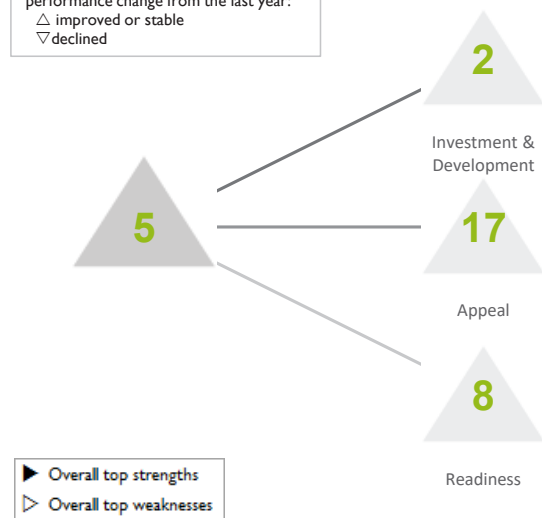 performance change from the last year:
△ improved or stable
▽ declined
2
Investment &
Development
5
17
Appeal
8
Readiness
▶ Overall top strengths
▷ Overall top weaknesses